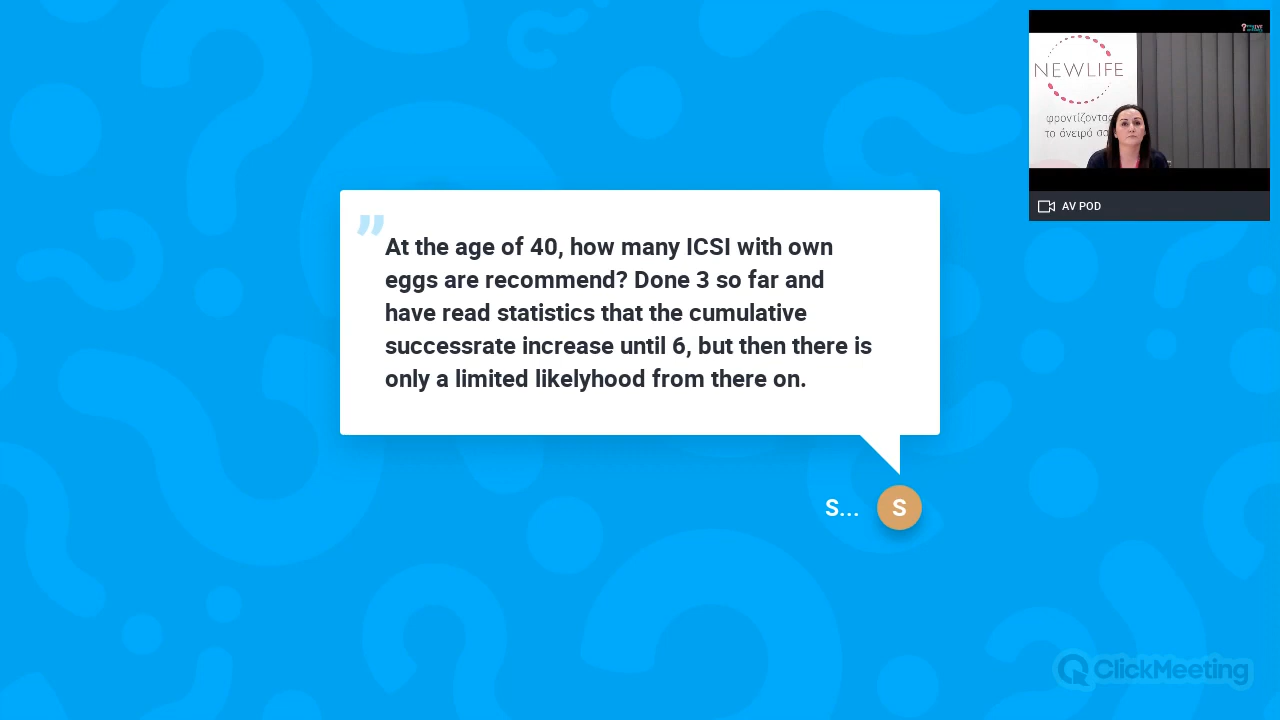 ”
At the age of 40, how many ICSI with own
eggs are recommend? Done 3 so far and
have read statistics that the cumulative
successrate increase until 6, but then there is
only a limited likelyhood from there on.
S...
S
NEWLIFE
φροντίζοντας
το όνειρό σα
AV POD
ClickMeeting